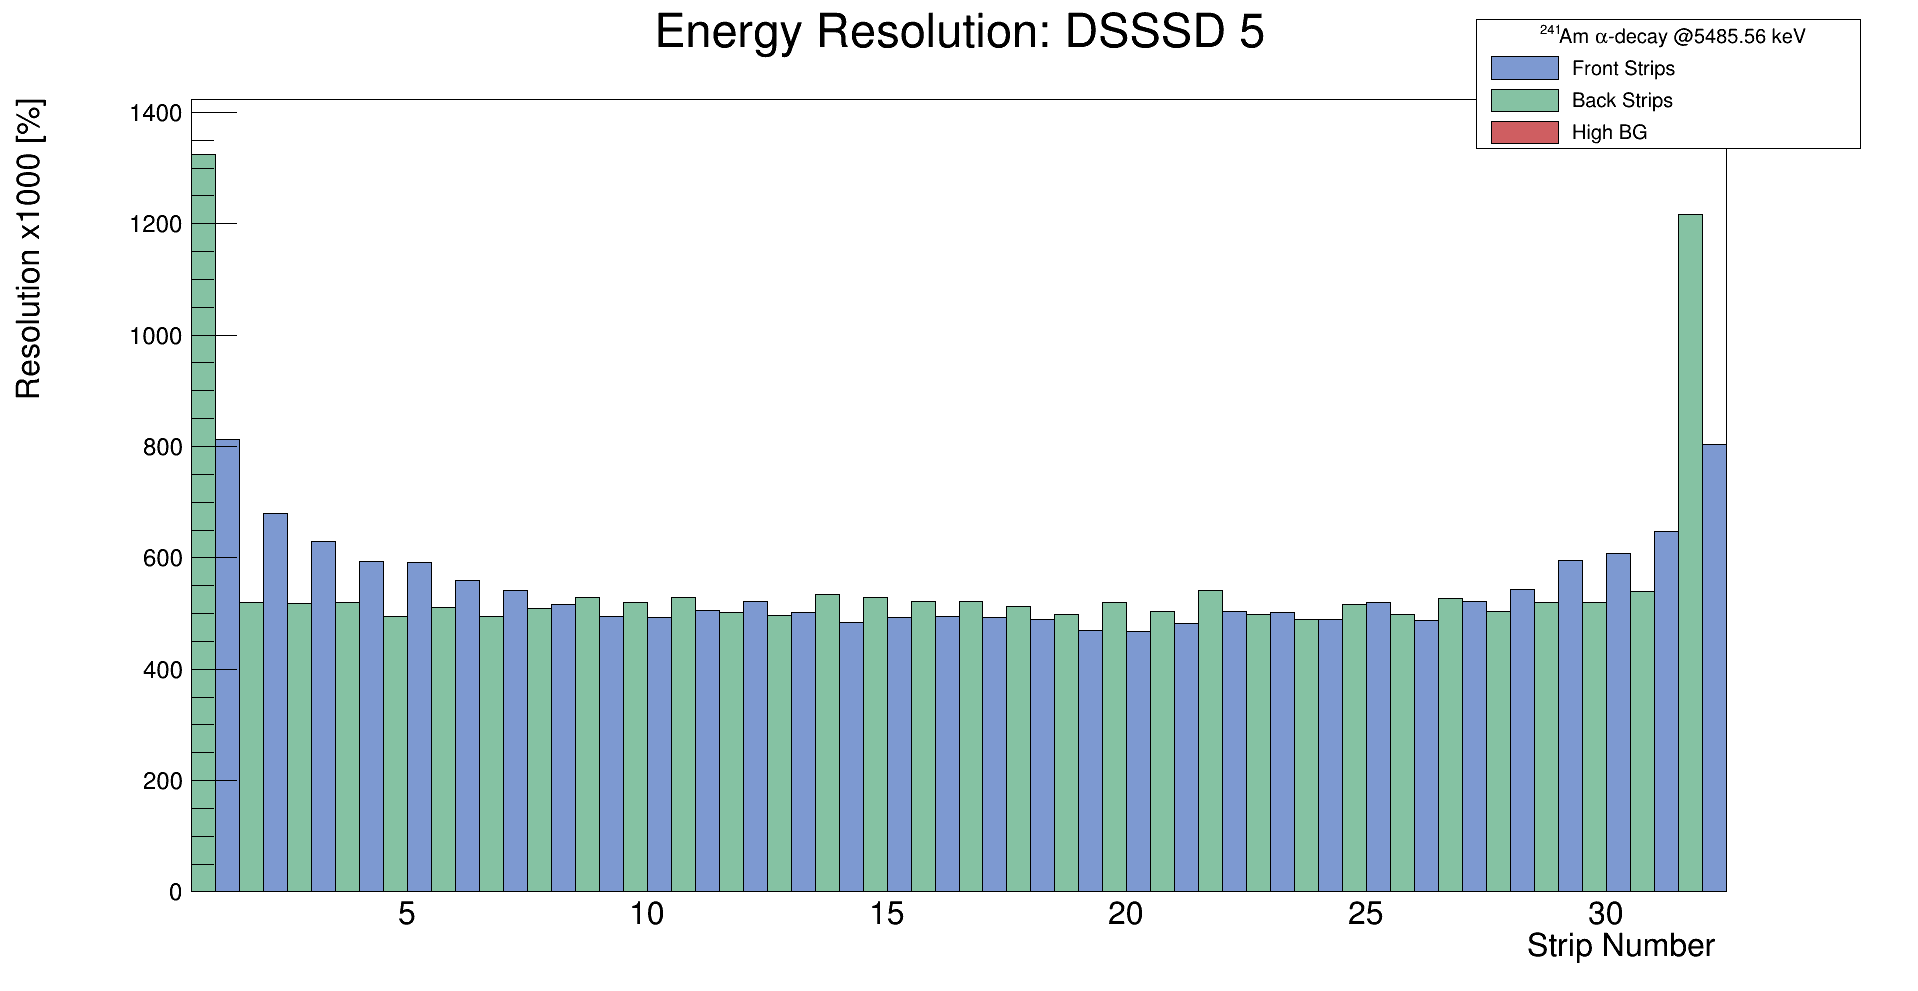 Energy Resolution: DSSSD 5
²⁴¹Am α-decay @5485.56 keV
Front Strips
Back Strips
High BG
Resolution x1000 [%]
1400
1200
1000
800
600
400
200
0
5 10 15 20 25 30
Strip Number